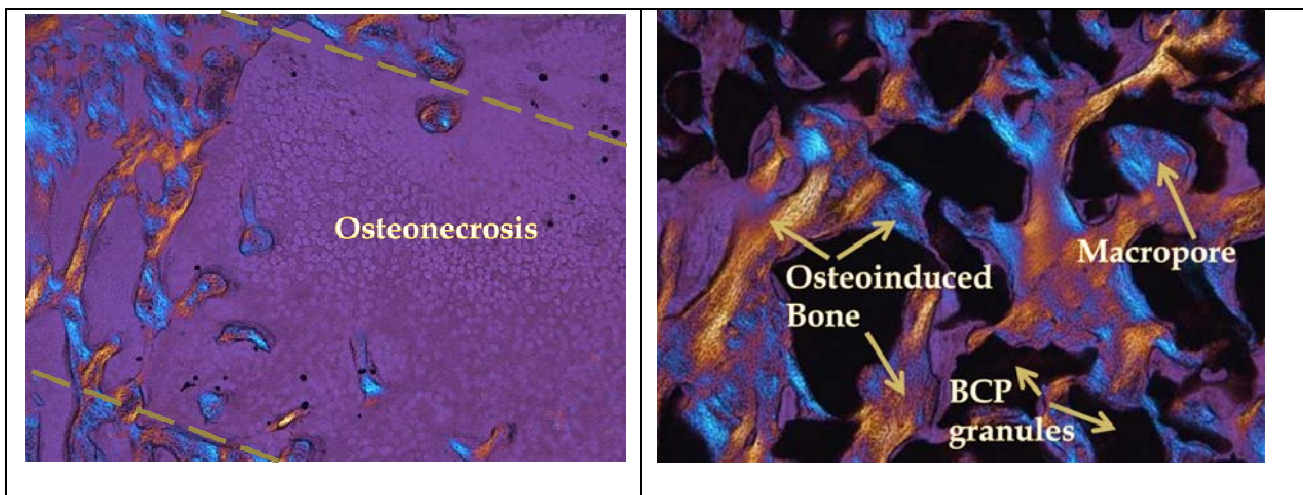 Osteonecrosis
Osteoinduced
Bone
Macropore
BCP
granules